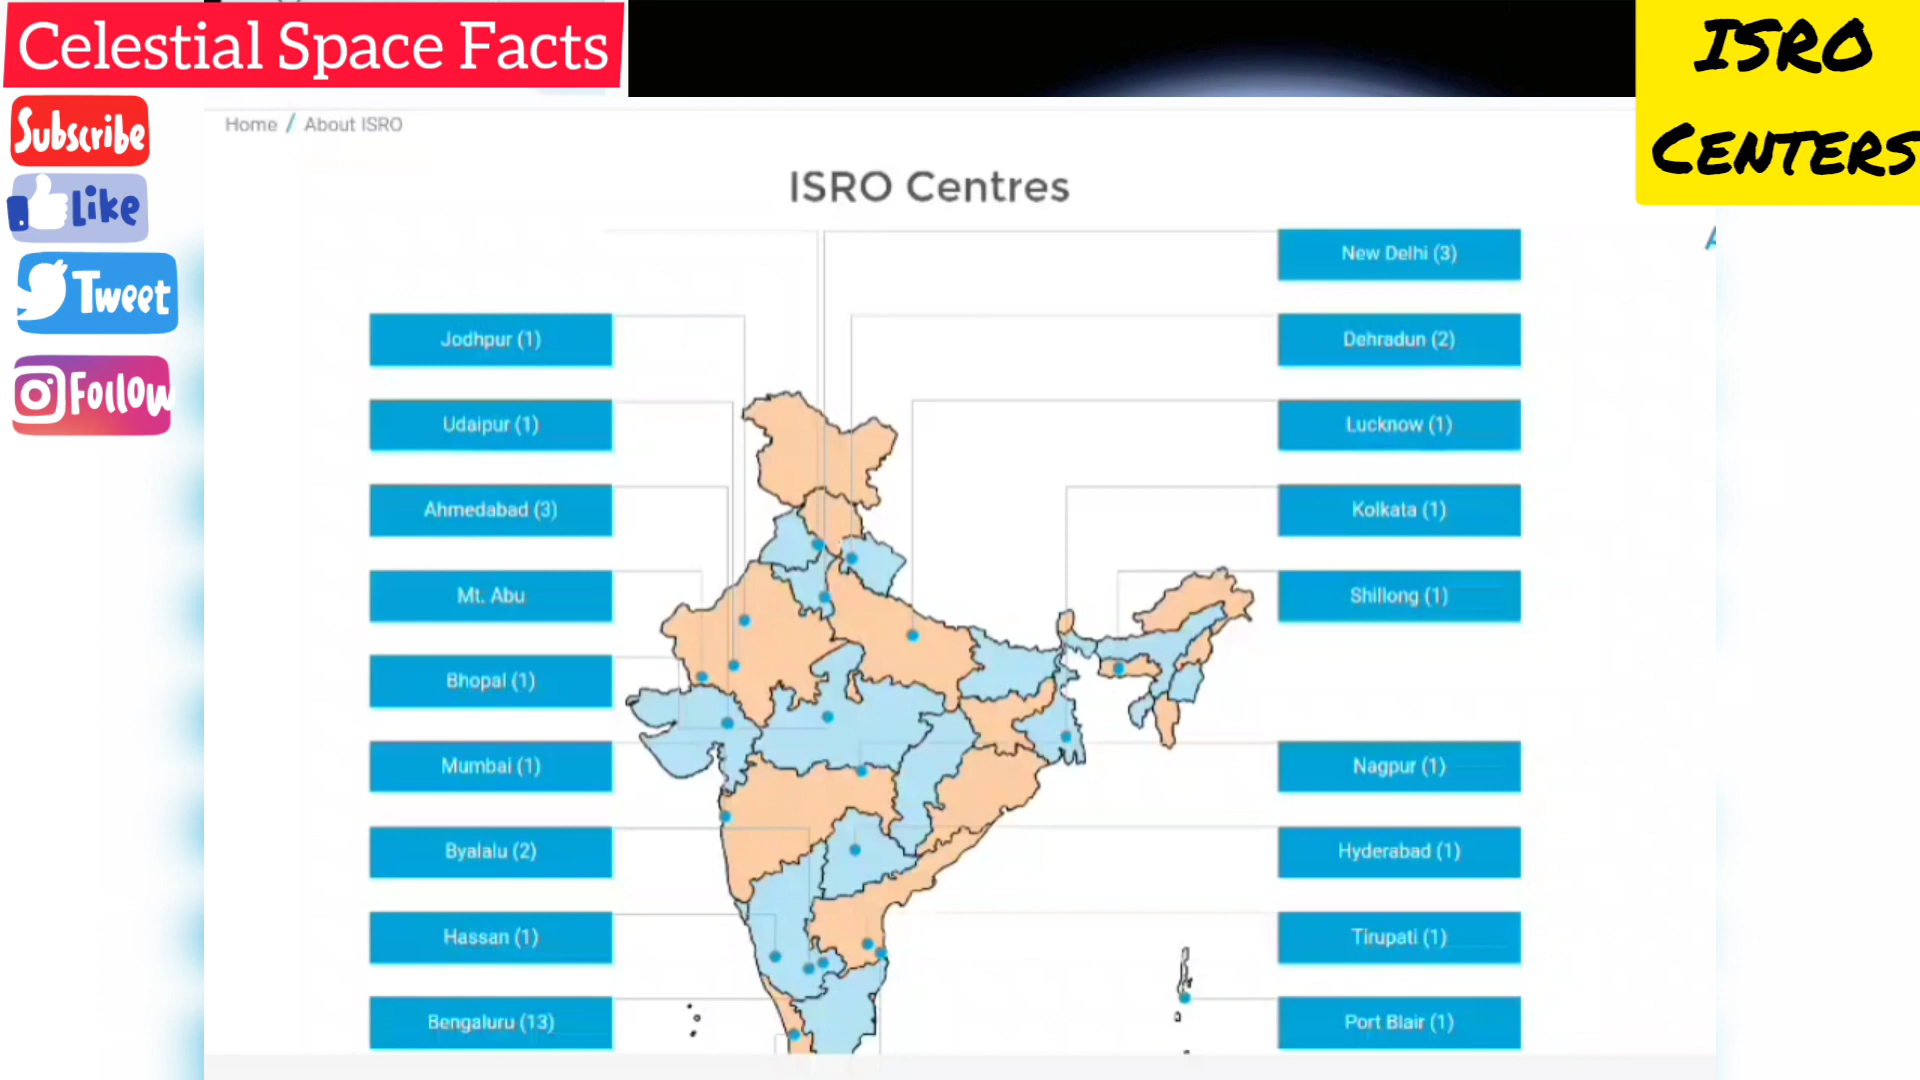 Celestial Space Facts
ISRO
CENTERS
Subscribe
Like
Tweet
Follow
Home / About ISRO
ISRO Centres
New Delhi (3)
Jodhpur (1)
Dehradun (2)
Udaipur (1)
Lucknow (1)
Ahmedabad (3)
Kolkata (1)
Mt. Abu
Shillong (1)
Bhopal (1)
Mumbai (1)
Nagpur (1)
Byalalu (2)
Hyderabad (1)
Hassan (1)
Tirupati (1)
Bengaluru (13)
Port Blair (1)